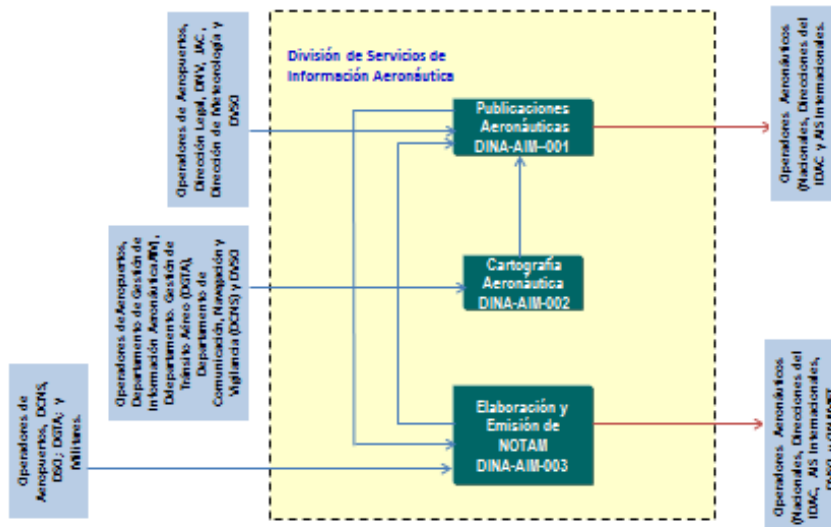 División de Servicios de
Información Aeronáutica
Operadores de Aeropuertos,
Dirección Legal, DNV, JAC,
Dirección de Meteorología y
DVSO
Publicaciones
Aeronáuticas
DINA-AIM-001
Operadores Aeronáuticos
(Nacionales, Direcciones del
IDAC y AIS Internacionales.
Operadores de Aeropuertos,
Departamento de Gestión de
Información Aeronáutica AIM),
Ddepartamento. Gestión de
Tránsito Aéreo (DGTA),
Departamento de
Comunicación, Navegación y
Vigilancia (DCNS) y DVSO
Cartografía
Aeronáutica
DINA-AIM-002
Operadores de
Aeropuertos, DCNS,
DSO; DGTA; y
Militares.
Elaboración y
Emisión de
NOTAM
DINA-AIM-003
Operadores Aeronáuticos
(Nacionales, Direcciones del
IDAC, AIS Internacionales,